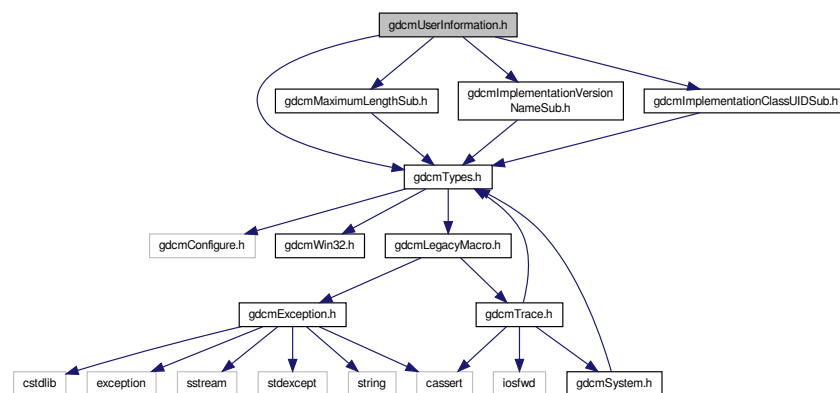 gdcmUserInformation.h
gdcmMaximumLengthSub.h
gdcmImplementationVersion
NameSub.h
gdcmImplementationClassUIDSub.h
gdcmTypes.h
gdcmConfigure.h
gdcmWin32.h
gdcmLegacyMacro.h
gdcmException.h
gdcmTrace.h
cstdlib
exception
sstream
stdexcept
string
cassert
iosfwd
gdcmSystem.h